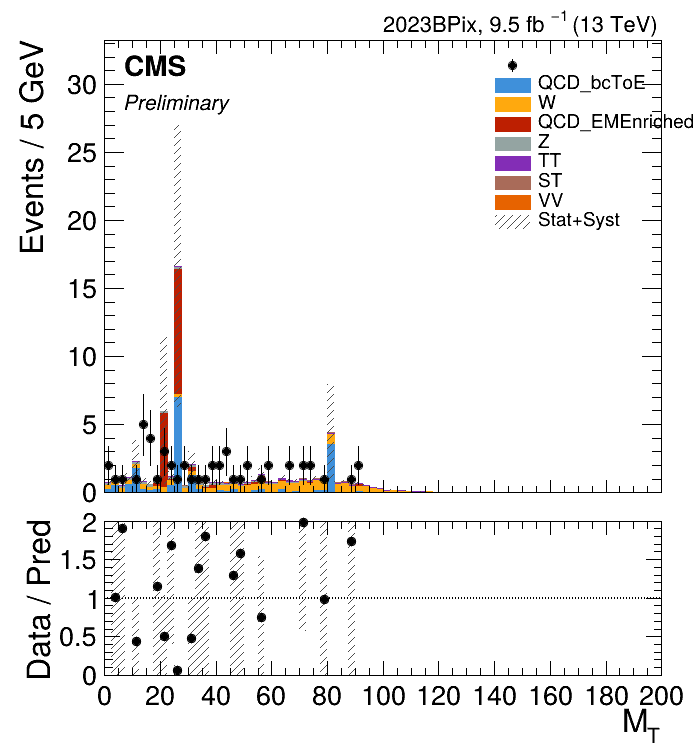 2023BPix, 9.5 fb⁻¹ (13 TeV)
CMS
Preliminary
QCD_bcToE
W
QCD_EMEnriched
Z
TT
ST
VV
Stat+Syst
Events / 5 GeV
30
25
20
15
10
5
0
Data / Pred
2
1.5
1
0.5
0
0 20 40 60 80 100 120 140 160 180 200
M_T